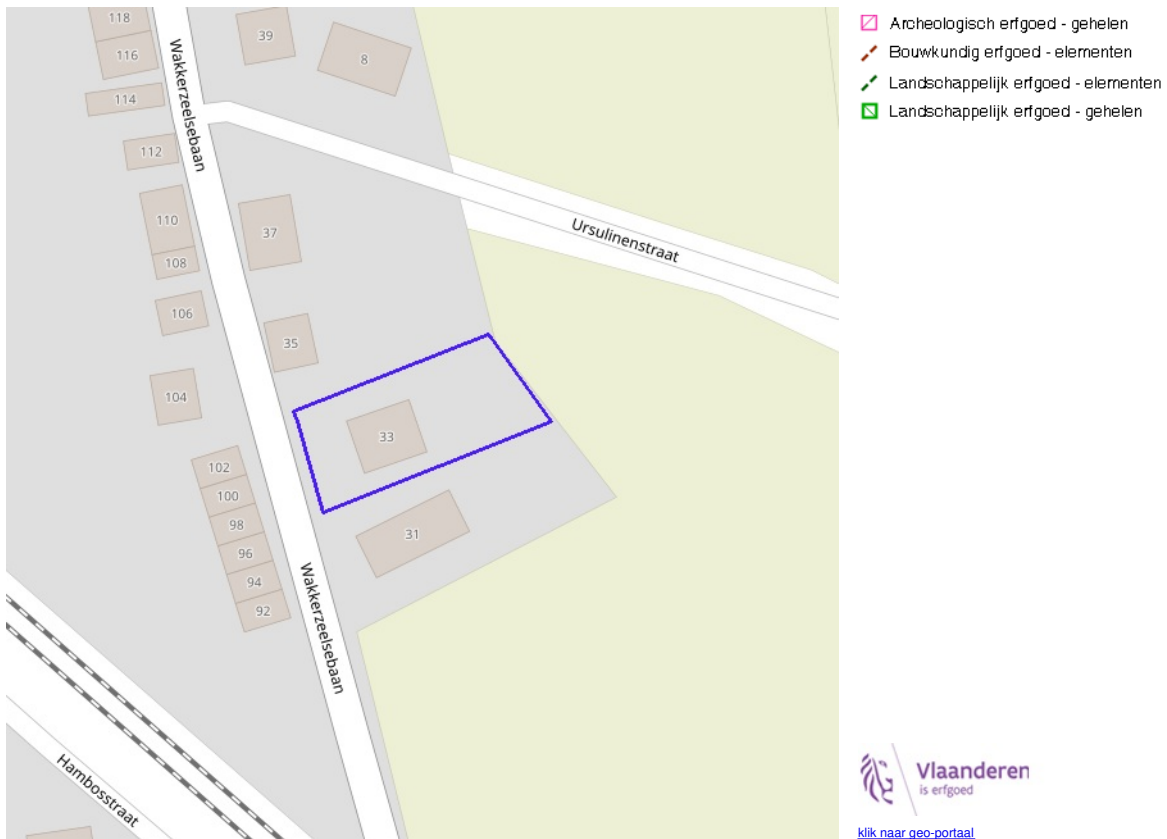 118
116
114
112
110
108
106
104
102
100
98
96
94
92
39
8
37
35
33
31
Wakkerzeelsebaan
Ursulinenstraat
Wakkerzeelsebaan
Hambosstraat
Archeologisch erfgoed - gehelen
Bouwkundig erfgoed - elementen
Landschappelijk erfgoed - elementen
Landschappelijk erfgoed - gehelen
Vlaanderen
is erfgoed
klik naar geo-portaal